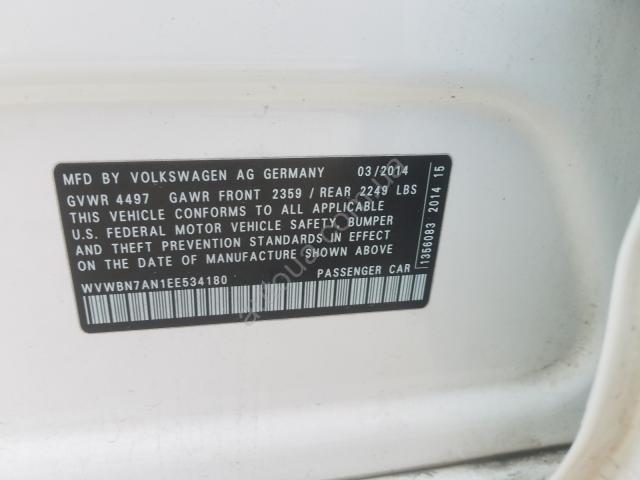 MFD BY VOLKSWAGEN AG GERMANY 03/2014
GVWR 4497 GAWR FRONT 2359 / REAR 2249 LBS
THIS VEHICLE CONFORMS TO ALL APPLICABLE
U.S. FEDERAL MOTOR VEHICLE SAFETY, BUMPER
AND THEFT PREVENTION STANDARDS IN EFFECT
ON THE DATE OF MANUFACTURE SHOWN ABOVE
WVWBN7AN1EE534180 PASSENGER CAR
1356083 2014 15